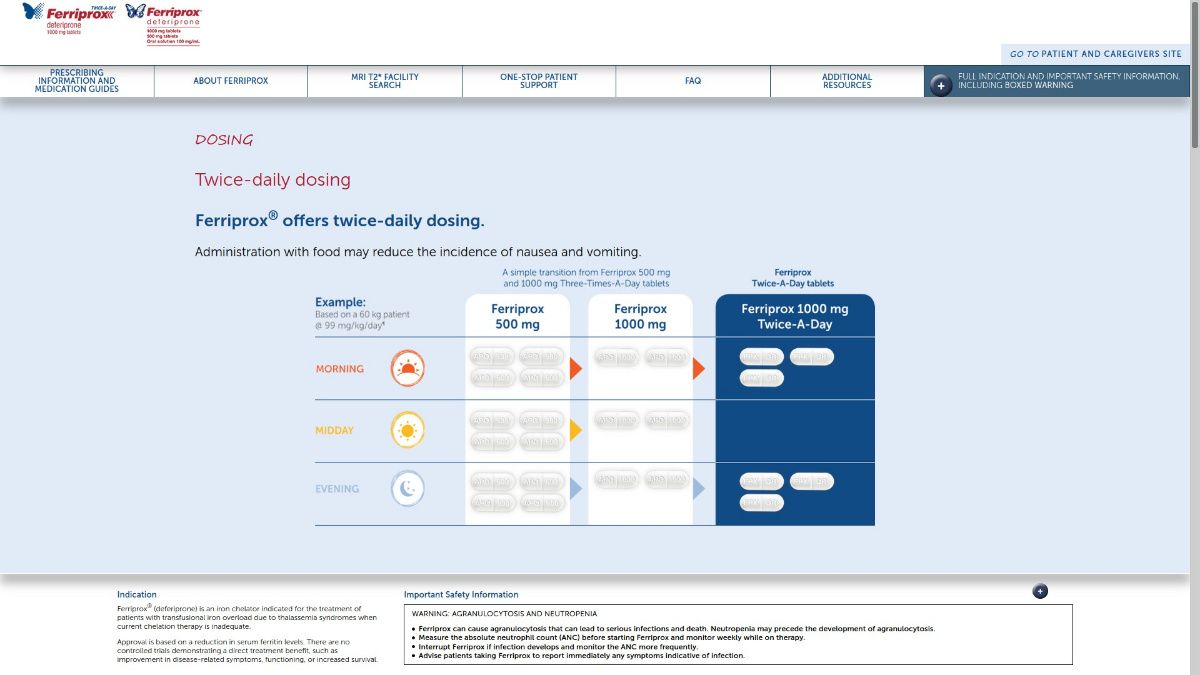 TWICE-A-DAY
Ferriprox
deferiprone
1000 mg tablets
Ferriprox®
deferiprone
1000 mg tablets
500 mg tablets
Oral solution 100 mg/mL
GO TO PATIENT AND CAREGIVERS SITE
PRESCRIBING
INFORMATION AND
MEDICATION GUIDES
ABOUT FERRIPROX
MRI T2* FACILITY
SEARCH
ONE-STOP PATIENT
SUPPORT
FAQ
ADDITIONAL
RESOURCES
FULL INDICATION AND IMPORTANT SAFETY INFORMATION,
INCLUDING BOXED WARNING
DOSING
Twice-daily dosing
Ferriprox® offers twice-daily dosing.
Administration with food may reduce the incidence of nausea and vomiting.
A simple transition from Ferriprox 500 mg
and 1000 mg Three-Times-A-Day tablets
Ferriprox
Twice-A-Day tablets
Example:
Based on a 60 kg patient
@ 99 mg/kg/day¶
Ferriprox
500 mg
Ferriprox
1000 mg
Ferriprox 1000 mg
Twice-A-Day
MORNING
MIDDAY
EVENING
Indication
Ferriprox® (deferiprone) is an iron chelator indicated for the treatment of
patients with transfusional iron overload due to thalassemia syndromes when
current chelation therapy is inadequate.
Approval is based on a reduction in serum ferritin levels. There are no
controlled trials demonstrating a direct treatment benefit, such as
improvement in disease-related symptoms, functioning, or increased survival.
Important Safety Information
WARNING: AGRANULOCYTOSIS AND NEUTROPENIA
• Ferriprox can cause agranulocytosis that can lead to serious infections and death. Neutropenia may precede the development of agranulocytosis.
• Measure the absolute neutrophil count (ANC) before starting Ferriprox and monitor weekly while on therapy.
• Interrupt Ferriprox if infection develops and monitor the ANC more frequently.
• Advise patients taking Ferriprox to report immediately any symptoms indicative of infection.